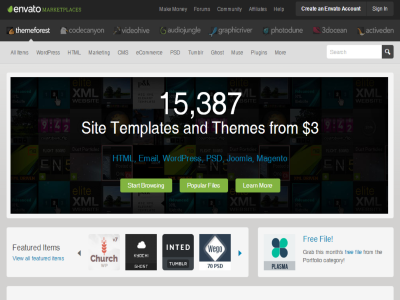 envato MARKETPLACES
Make Money Forums Community Affiliates Help Create an Envato Account Sign In
themeforest codecanyon videohive audiojungle graphicriver photodune 3docean activeden
All Items WordPress HTML Marketing CMS eCommerce PSD Tumblr Ghost Muse Plugins More
Search
15,387
Site Templates and Themes from $3
HTML, Email, WordPress, PSD, Joomla, Magento
Start Browsing Popular Files Learn More
Featured Items
View all featured items
Church
GHOST
INTED
TUMBLR
Wego
70 PSD
PLASMA
Free File!
Grab this month's free file from the
Portfolio category!